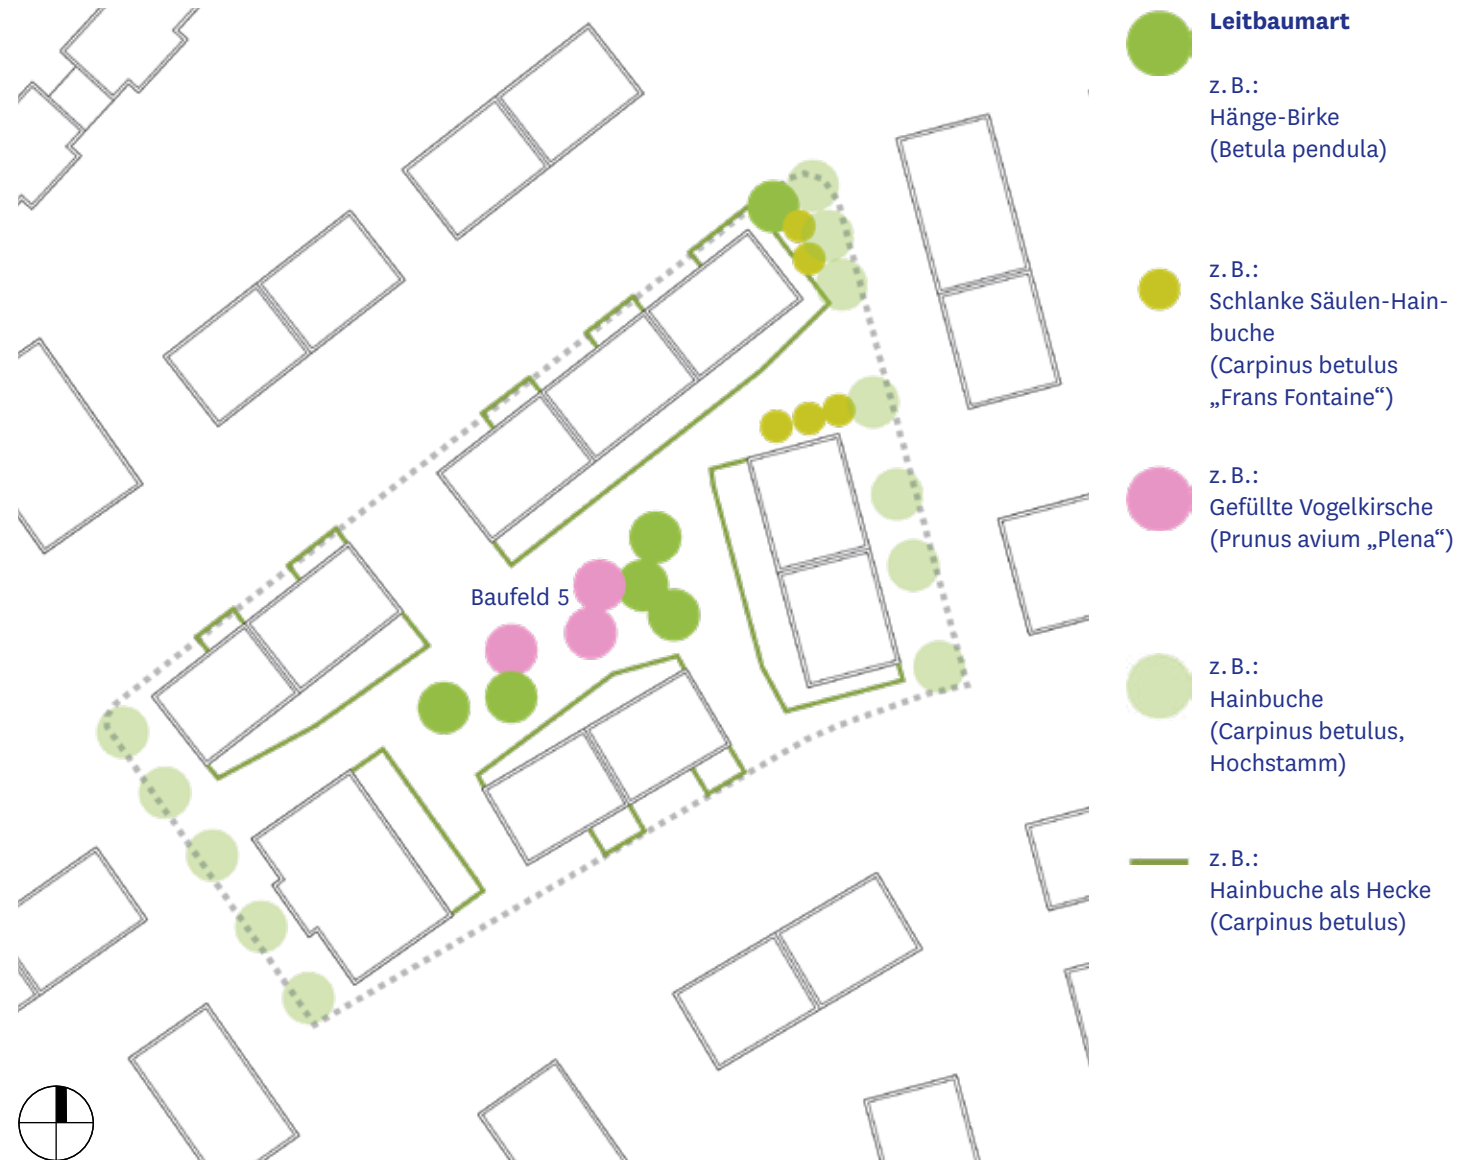 Baufeld 5
Leitbaumart
z. B.:
Hänge-Birke
(Betula pendula)
z. B.:
Schlanke Säulen-Hain-
buche
(Carpinus betulus
„Frans Fontaine“)
z. B.:
Gefüllte Vogelkirsche
(Prunus avium „Plena“)
z. B.:
Hainbuche
(Carpinus betulus,
Hochstamm)
z. B.:
Hainbuche als Hecke
(Carpinus betulus)